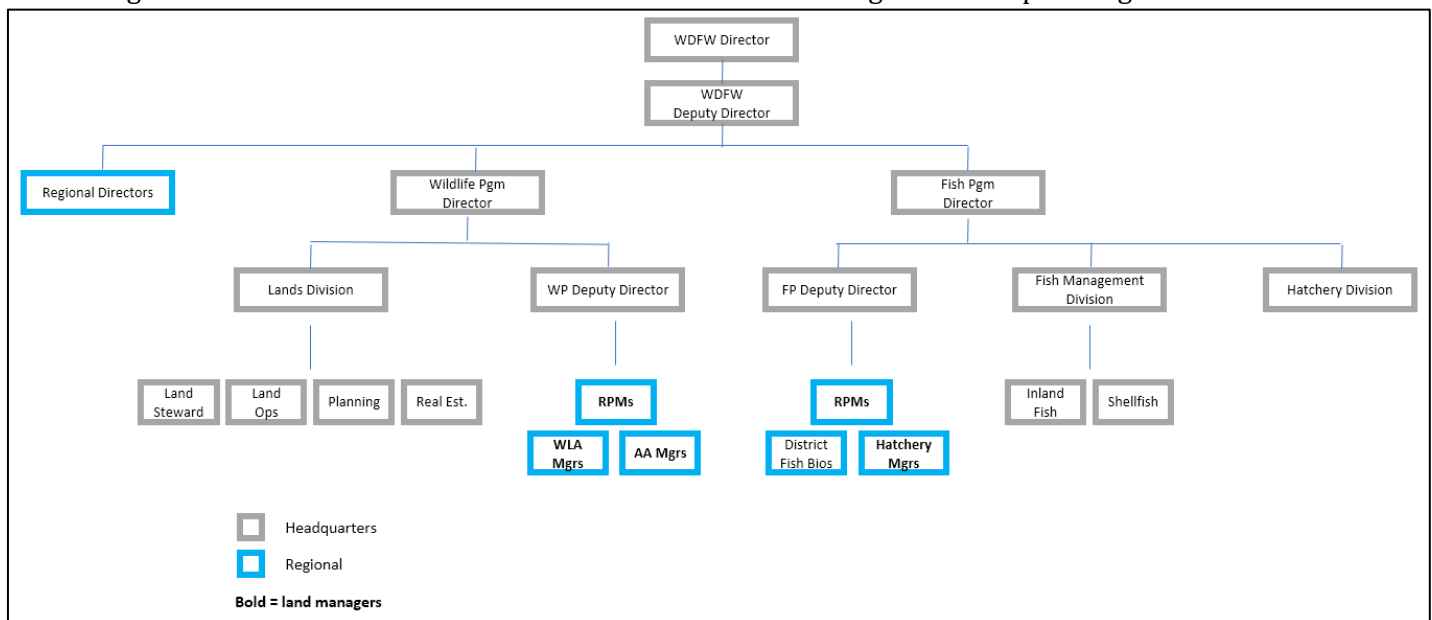 WDFW Director
WDFW
Deputy Director
Regional Directors
Wildlife Pgm
Director
Fish Pgm
Director
Lands Division
WP Deputy Director
FP Deputy Director
Fish Management
Division
Hatchery Division
Land
Steward
Land
Ops
Planning
Real Est.
RPMs
WLA
Mgrs
AA Mgrs
RPMs
District
Fish Bios
Hatchery
Mgrs
Inland
Fish
Shellfish
Headquarters
Regional
Bold = land managers